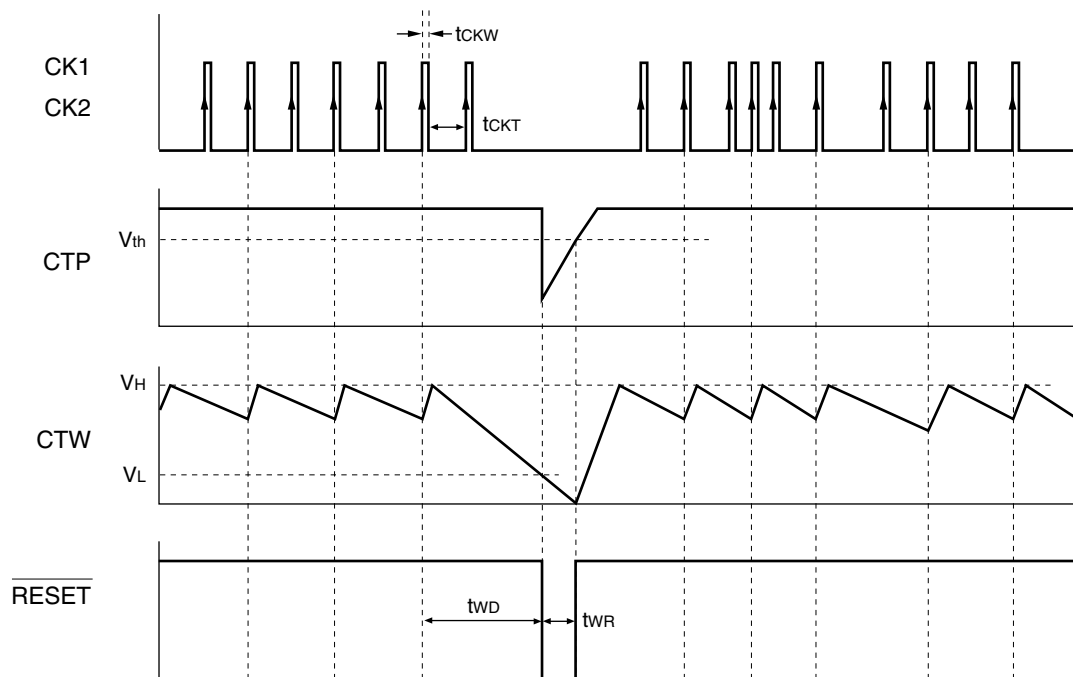 tCKW
CK1
CK2
tCKT
Vth
CTP
VH
CTW
VL
RESET
tWD
tWR